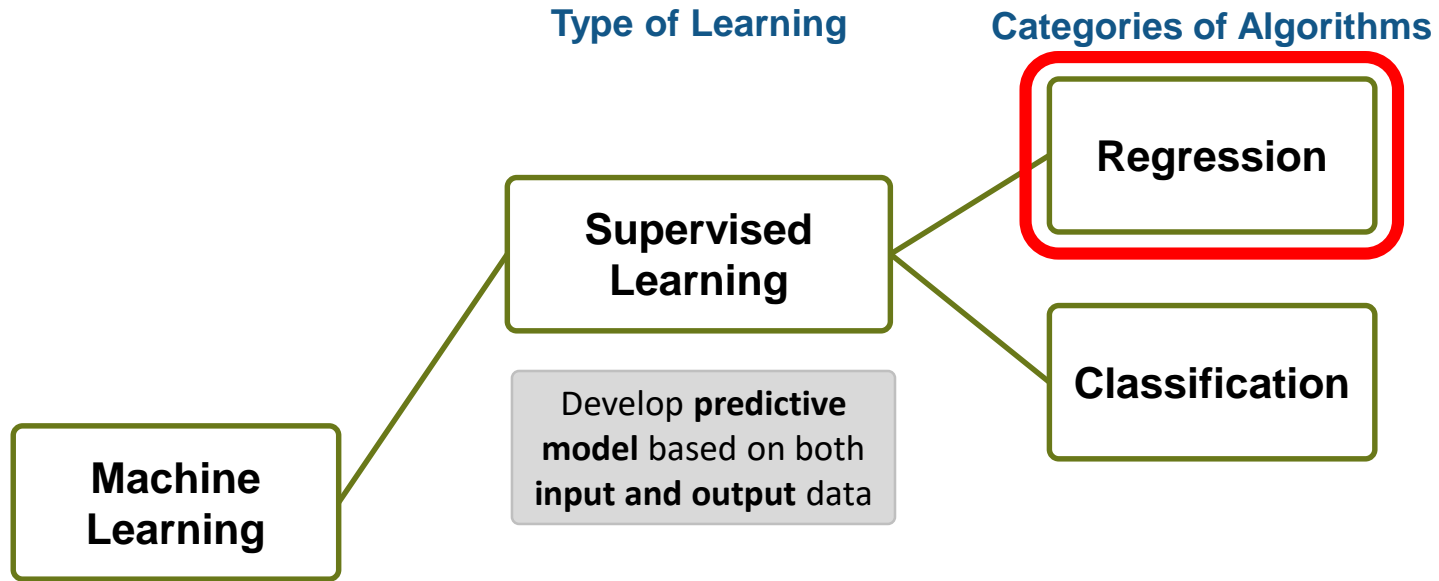 Type of Learning
Categories of Algorithms
Regression
Supervised
Learning
Classification
Develop predictive
model based on both
input and output data
Machine
Learning